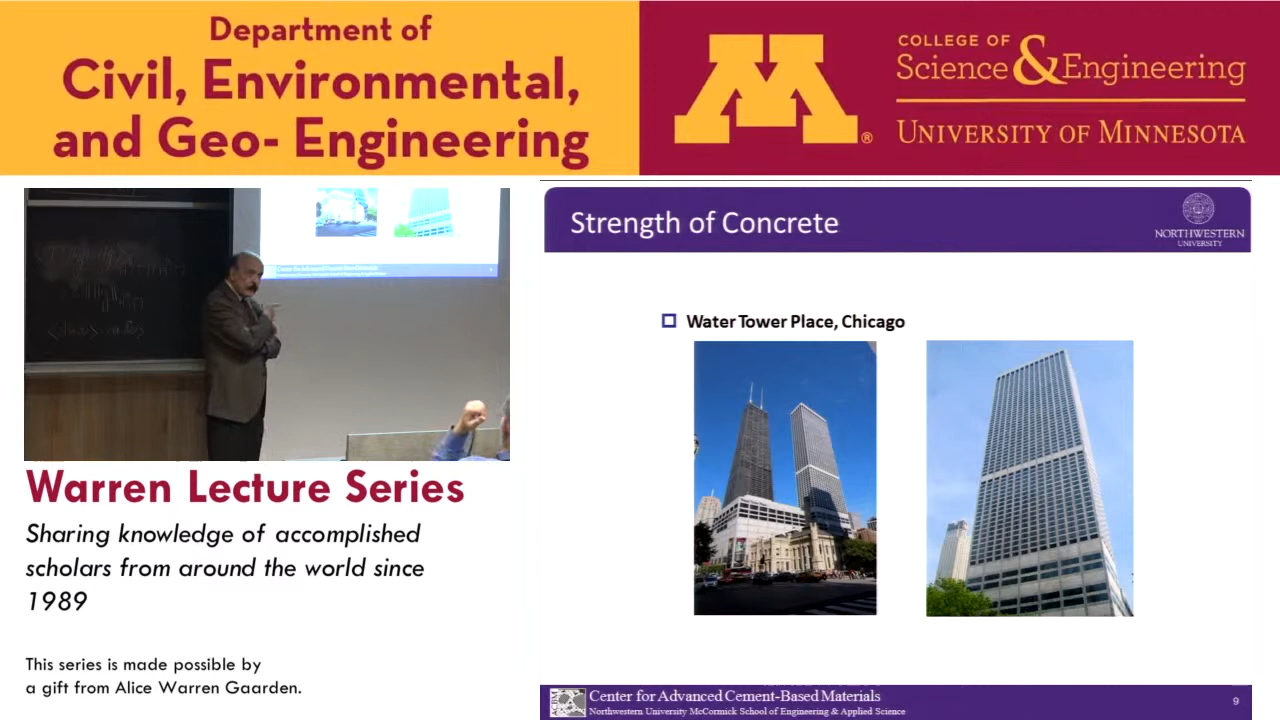 Department of
Civil, Environmental,
and Geo- Engineering
COLLEGE OF
Science & Engineering
UNIVERSITY OF MINNESOTA
Strength of Concrete
NORTHWESTERN
UNIVERSITY
Water Tower Place, Chicago
Warren Lecture Series
Sharing knowledge of accomplished
scholars from around the world since
1989
This series is made possible by
a gift from Alice Warren Gaarden.
Center for Advanced Cement-Based Materials
Northwestern University McCormick School of Engineering & Applied Science
9